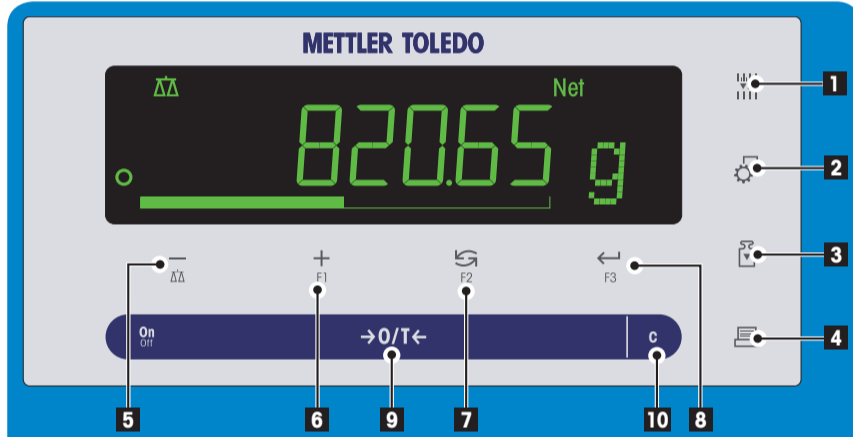 METTLER TOLEDO
Net
820.65 g
1
2
3
4
F1
F2
F3
On
Off
→0/T←
C
5
6
9
7
10
8